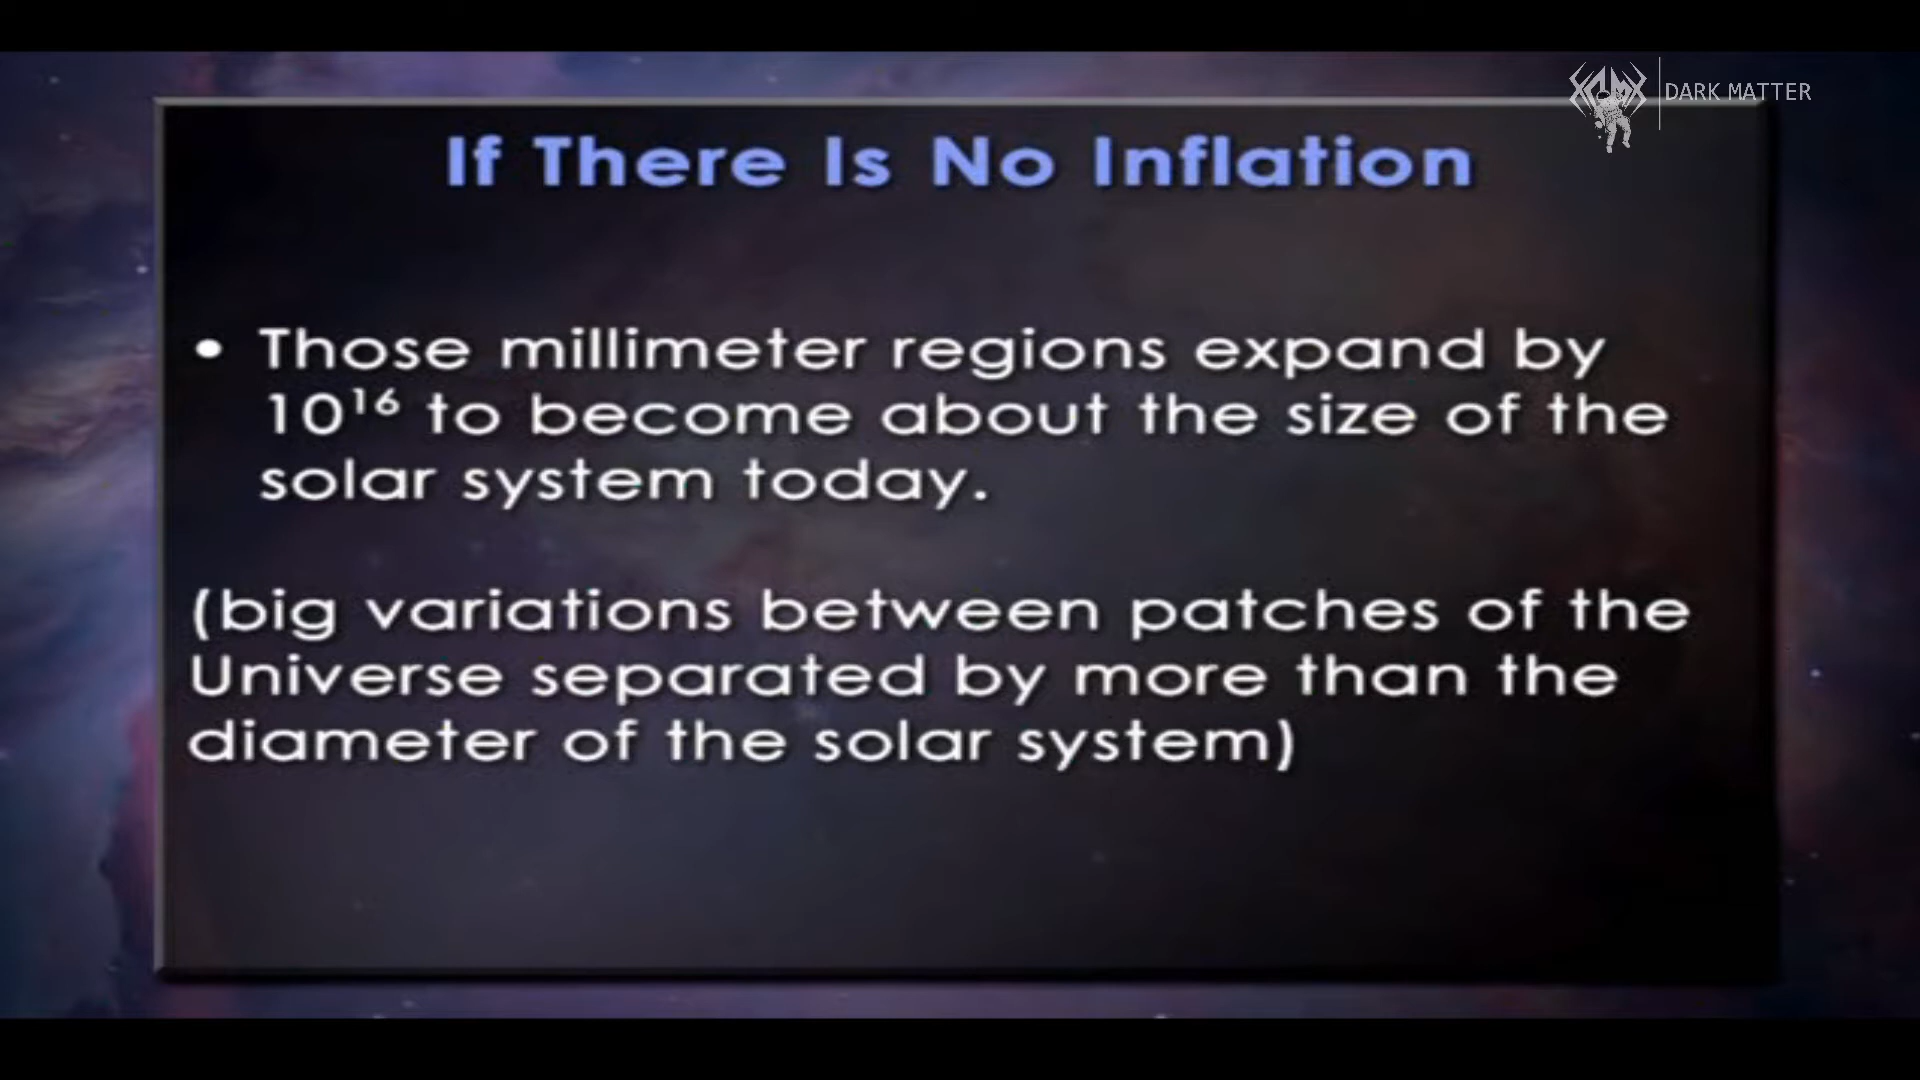 DARK MATTER
If There Is No Inflation
• Those millimeter regions expand by
10¹⁶ to become about the size of the
solar system today.
(big variations between patches of the
Universe separated by more than the
diameter of the solar system)